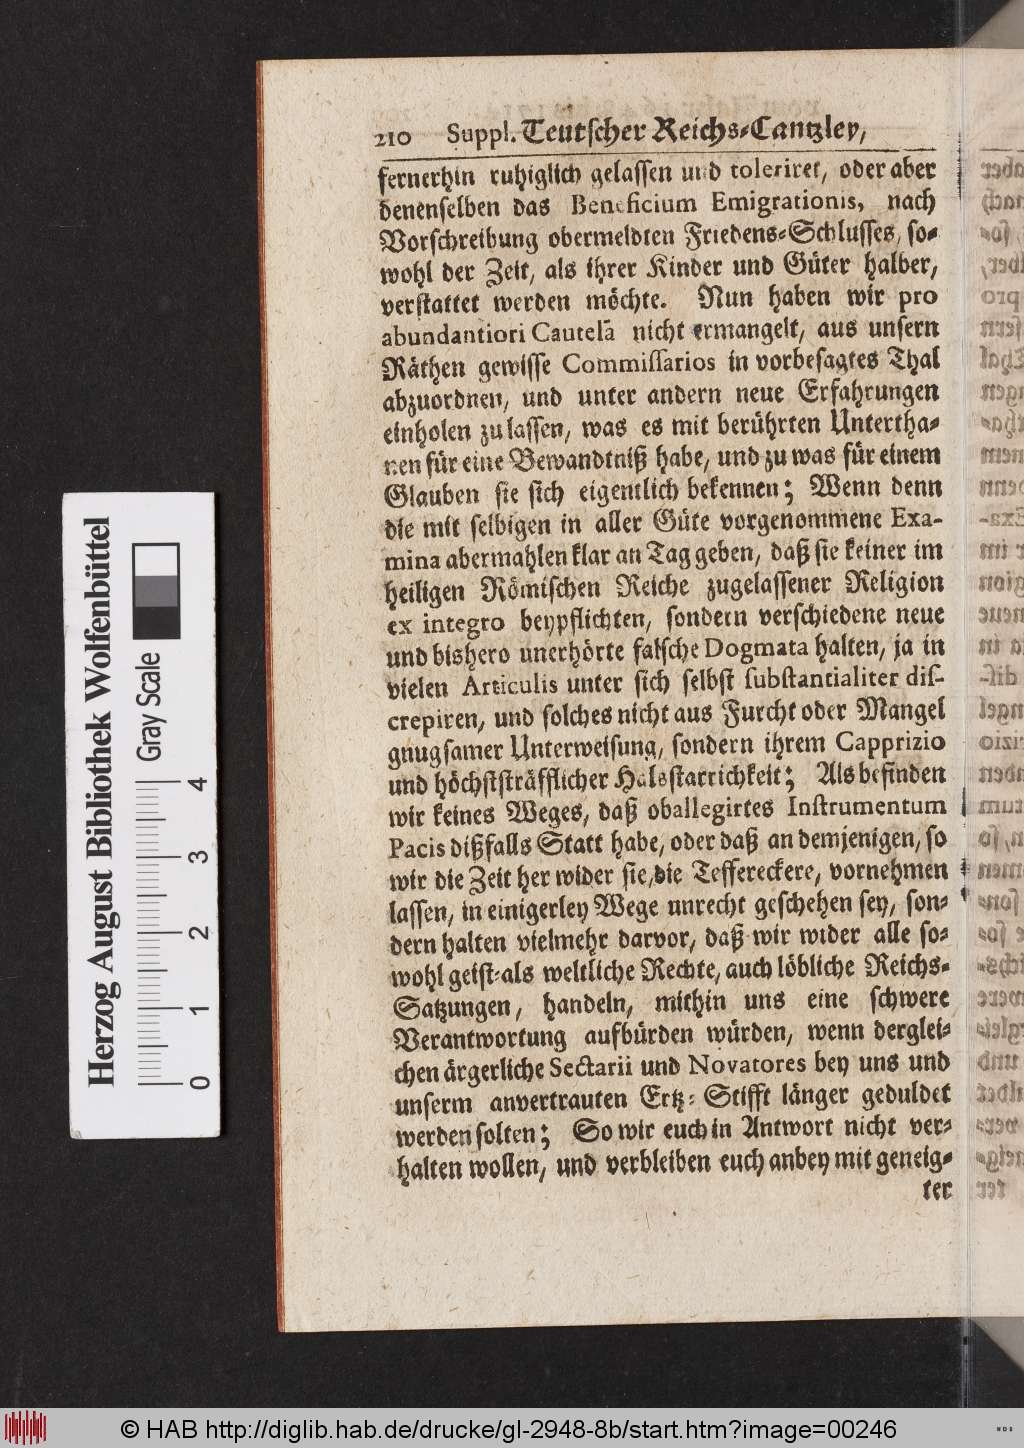 210 Suppl. Teutscher Reichs-Cantzley,
fernerhin ruhiglich gelassen und toleriret, oder aber
denenselben das Beneficium Emigrationis, nach
Vorschreibung obermeldten Friedens-Schlusses, so-
wohl der Zeit, als ihrer Kinder und Güter halber,
verstattet werden möchte. Nun haben wir pro
abundantiori Cautelâ nicht ermangelt, aus unsern
Räthen gewisse Commissarios in vorbesagtes Thal
abzuordnen, und unter andern neue Erfahrungen
einholen zu lassen, was es mit berührten Untertha-
nen für eine Bewandtniß habe, und zu was für einem
Glauben sie sich eigentlich bekennen; Wenn denn
die mit selbigen in aller Güte vorgenommene Exa-
mina abermahlen klar an Tag geben, daß sie keiner im
heiligen Römischen Reiche zugelassener Religion
ex integro beypflichten, sondern verschiedene neue
und bishero unerhörte falsche Dogmata halten, ja in
vielen Articulis unter sich selbst substantialiter dis-
crepiren, und solches nicht aus Furcht oder Mangel
gnugsamer Unterweisung, sondern ihrem Capprizio
und höchststräfflicher Halsstarrichkeit; Als befinden
wir keines Weges, daß oballegirtes Instrumentum
Pacis dißfalls Statt habe, oder daß an demjenigen, so
wir die Zeit her wider sie, die Teffereckere, vornehmen
lassen, in einigerley Wege unrecht geschehen sey, son-
dern halten vielmehr darvor, daß wir wider alle so-
wohl geist-als weltliche Rechte, auch löbliche Reichs-
Satzungen, handeln, mithin uns eine schwere
Verantwortung aufbürden würden, wenn derglei-
chen ärgerliche Sectarii und Novatores bey uns und
unserm anvertrauten Ertz-Stifft länger geduldet
werden solten; So wir euch in Antwort nicht ver-
halten wollen, und verbleiben euch anbey mit geneig-
ter
Herzog August Bibliothek Wolfenbüttel
Gray Scale
0 1 2 3 4
© HAB http://diglib.hab.de/drucke/gl-2948-8b/start.htm?image=00246